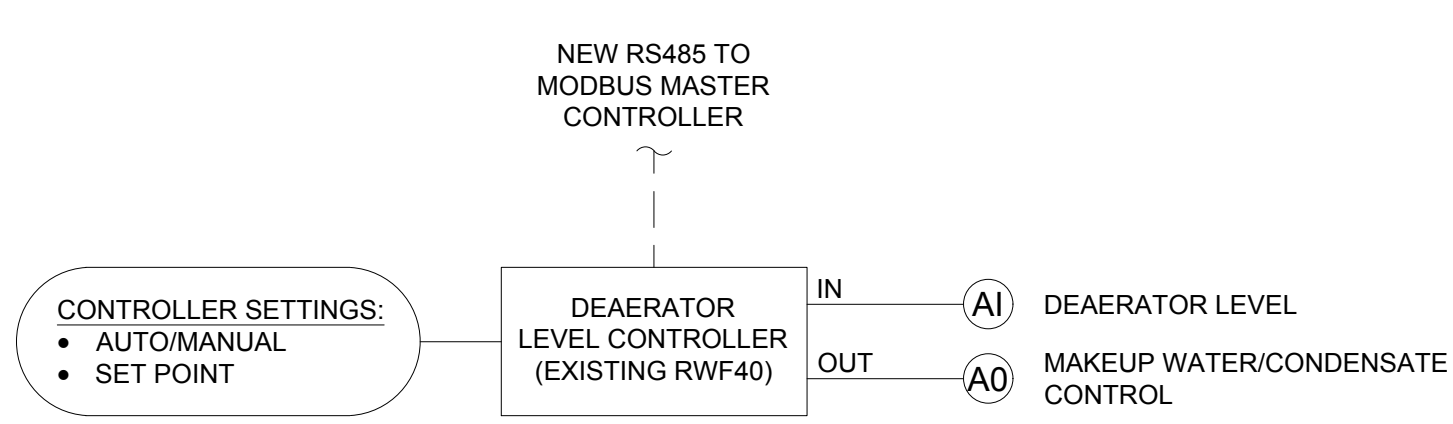 NEW RS485 TO
MODBUS MASTER
CONTROLLER
CONTROLLER SETTINGS:
• AUTO/MANUAL
• SET POINT
DEAERATOR
LEVEL CONTROLLER
(EXISTING RWF40)
IN
AI
DEAERATOR LEVEL
OUT
A0
MAKEUP WATER/CONDENSATE
CONTROL